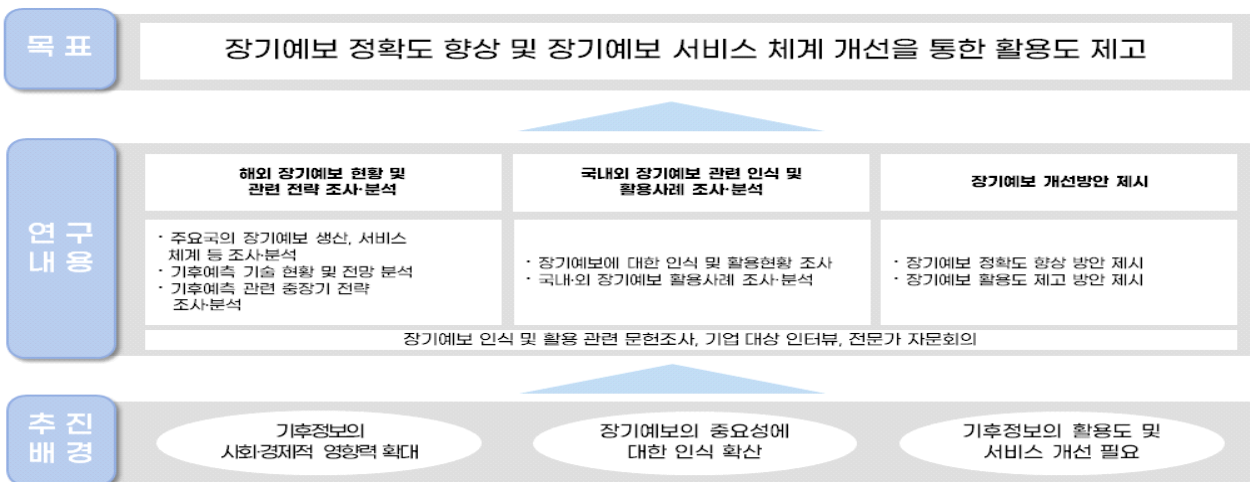 목 표
장기예보 정확도 향상 및 장기예보 서비스 체계 개선을 통한 활용도 제고
연 구
내 용
해외 장기예보 현황 및
관련 전략 조사·분석
국내외 장기예보 관련 인식 및
활용사례 조사·분석
장기예보 개선방안 제시
· 주요국의 장기예보 생산, 서비스
체계 등 조사·분석
· 기후예측 기술 현황 및 전망 분석
· 기후예측 관련 중장기 전략
조사·분석
· 장기예보에 대한 인식 및 활용현황 조사
· 국내·외 장기예보 활용사례 조사·분석
· 장기예보 정확도 향상 방안 제시
· 장기예보 활용도 제고 방안 제시
장기예보 인식 및 활용 관련 문헌조사, 기업 대상 인터뷰, 전문가 자문회의
추 진
배 경
기후정보의
사회·경제적 영향력 확대
장기예보의 중요성에
대한 인식 확산
기후정보의 활용도 및
서비스 개선 필요